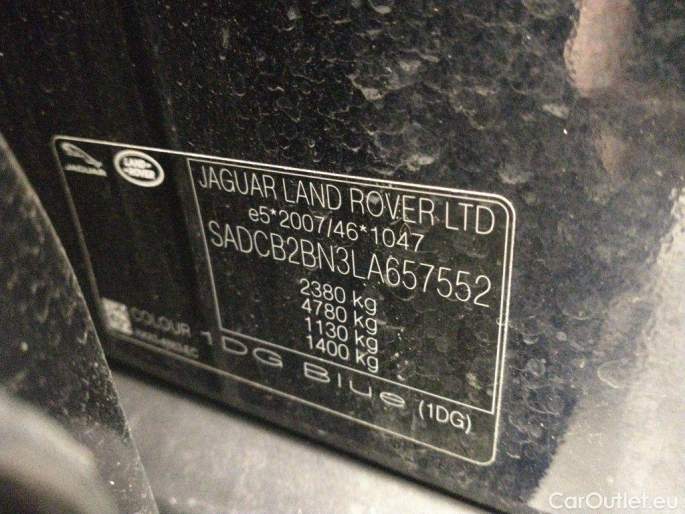 JAGUAR
LAND ROVER
JAGUAR LAND ROVER LTD
e5*2007/46*1047
SADCB2BN3LA657552
2380 kg
4780 kg
1130 kg
1400 kg
COLOUR 1DG Blue (1DG)
CarOutlet.eu